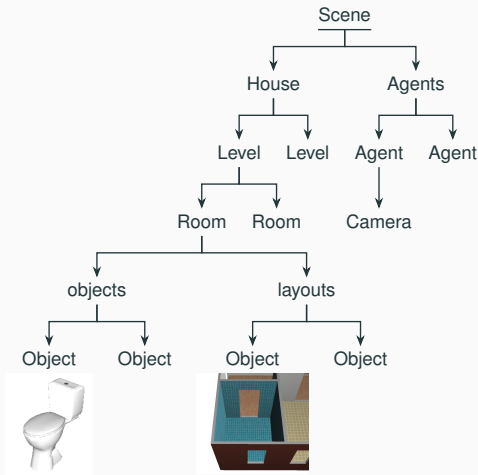 Scene
House Agents
Level Level Agent Agent
Room Room Camera
objects layouts
Object Object Object Object